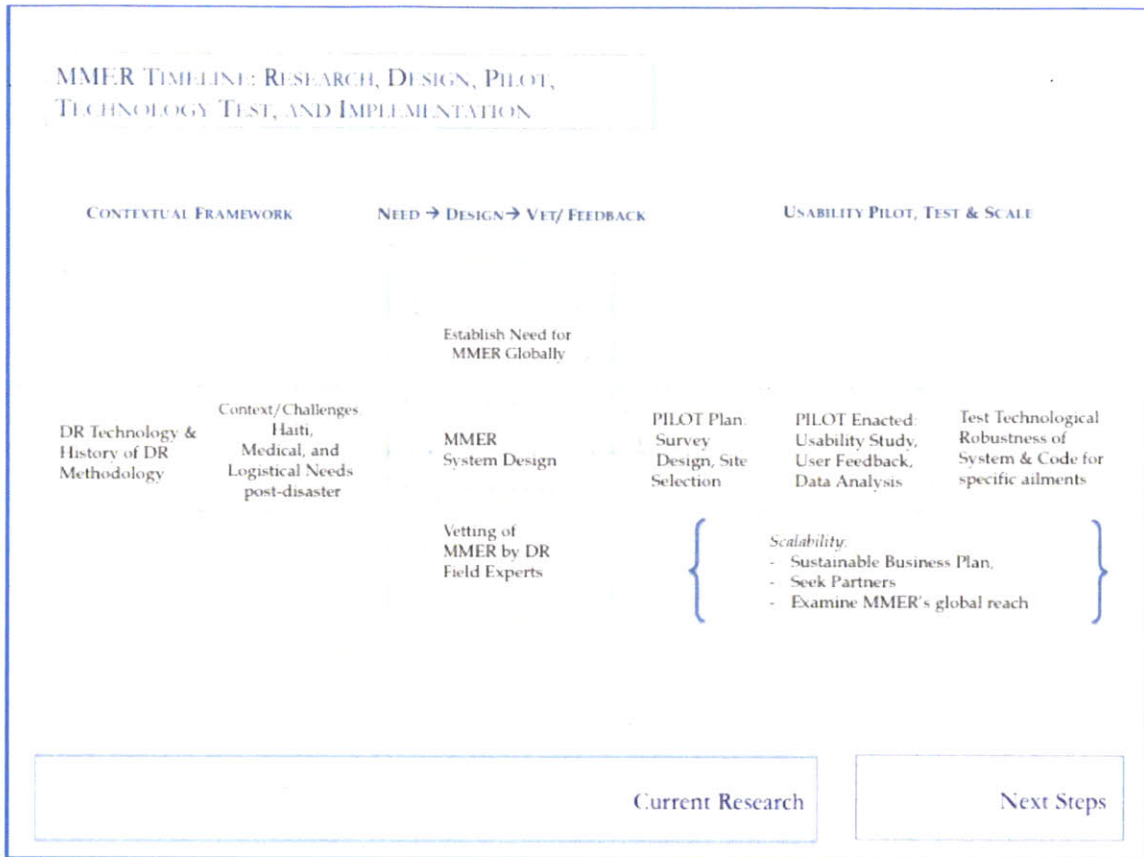 MMER TIMELINE: RESEARCH, DESIGN, PILOT,
TECHNOLOGY TEST, AND IMPLEMENTATION
CONTEXTUAL FRAMEWORK
NEED → DESIGN → VET/ FEEDBACK
USABILITY PILOT, TEST & SCALE
DR Technology &
History of DR
Methodology
Context/Challenges
Haiti,
Medical, and
Logistical Needs
post-disaster
Establish Need for
MMER Globally
MMER
System Design
Vetting of
MMER by DR
Field Experts
PILOT Plan:
Survey
Design, Site
Selection
PILOT Enacted:
Usability Study,
User Feedback,
Data Analysis
Test Technological
Robustness of
System & Code for
specific ailments
Scalability:
- Sustainable Business Plan,
- Seek Partners
- Examine MMER's global reach
Current Research
Next Steps